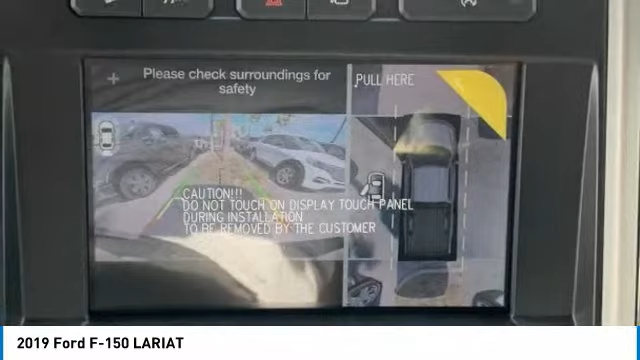 Please check surroundings for
safety
PULL HERE
CAUTION!!!
DO NOT TOUCH ON DISPLAY TOUCH PANEL
DURING INSTALLATION
TO BE REMOVED BY THE CUSTOMER
2019 Ford F-150 LARIAT